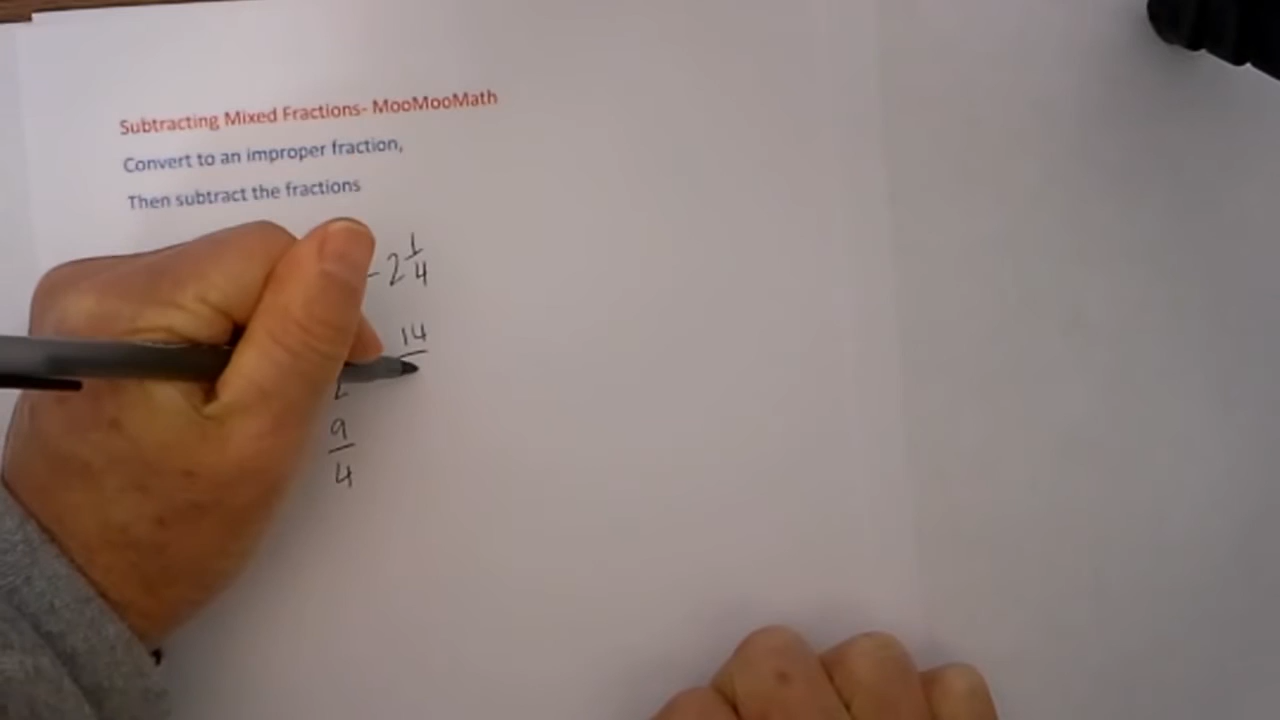 Subtracting Mixed Fractions- MooMooMath
Convert to an improper fraction,
Then subtract the fractions
- 2 1/4
14
2
9/4